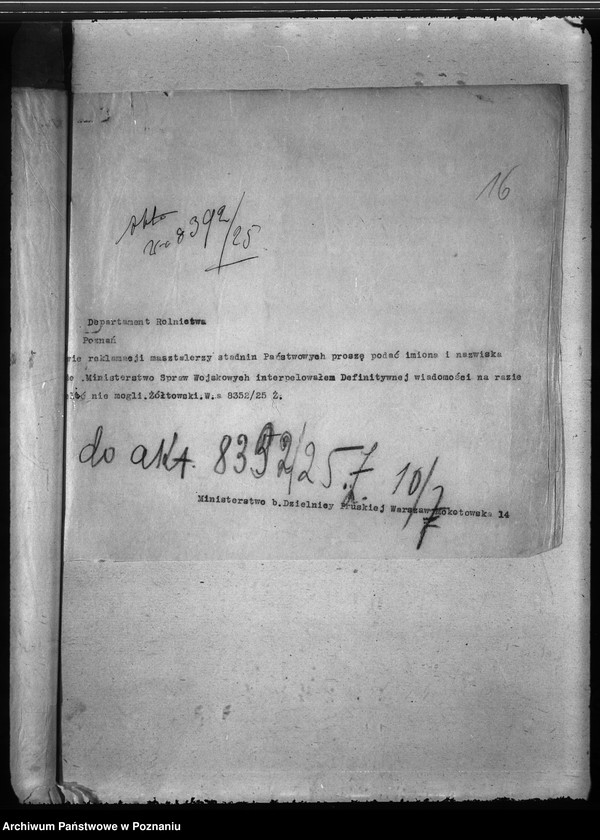 16
8392/25
Departament Rolnictwa
Poznań
wie reklamacji masztelerzy stadnin Państwowych proszę podać imiona i nazwiska
.Ministerstwo Spraw Wojskowych interpelowałem Definitywnej wiadomości na razie
nie mogli.Żółtowski.W.a 8352/25 Ż.
do akt. 8392/25.7. 10/7
Ministerstwo b.Dzielnicy Pruskiej Warszawa Mokotowska 14
Archiwum Państwowe w Poznaniu